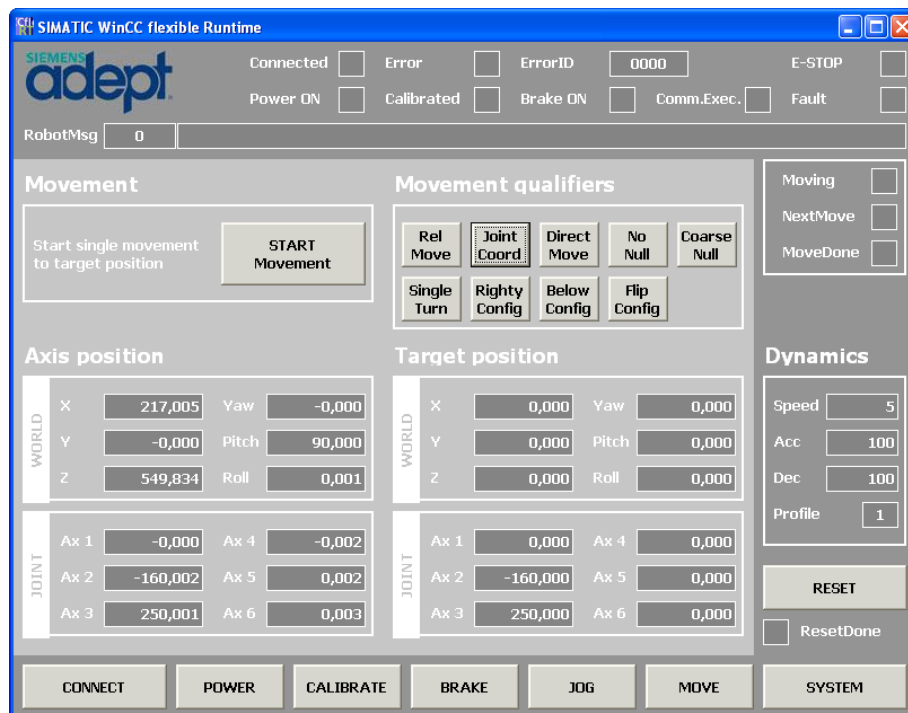 SIMATIC WinCC flexible Runtime
SIEMENS
adept
Connected Error ErrorID 0000 E-STOP
Power ON Calibrated Brake ON Comm.Exec. Fault
RobotMsg 0
Movement
Start single movement
to target position
START
Movement
Movement qualifiers
Rel
Move
Joint
Coord
Direct
Move
No
Null
Coarse
Null
Single
Turn
Righty
Config
Below
Config
Flip
Config
Moving
NextMove
MoveDone
Axis position
WORLD
X 217,005 Yaw -0,000
Y -0,000 Pitch 90,000
Z 549,834 Roll 0,001
JOINT
Ax 1 -0,000 Ax 4 -0,002
Ax 2 -160,002 Ax 5 0,002
Ax 3 250,001 Ax 6 0,003
Target position
WORLD
X 0,000 Yaw 0,000
Y 0,000 Pitch 0,000
Z 0,000 Roll 0,000
JOINT
Ax 1 0,000 Ax 4 0,000
Ax 2 -160,000 Ax 5 0,000
Ax 3 250,000 Ax 6 0,000
Dynamics
Speed 5
Acc 100
Dec 100
Profile 1
RESET
ResetDone
CONNECT POWER CALIBRATE BRAKE JOG MOVE SYSTEM